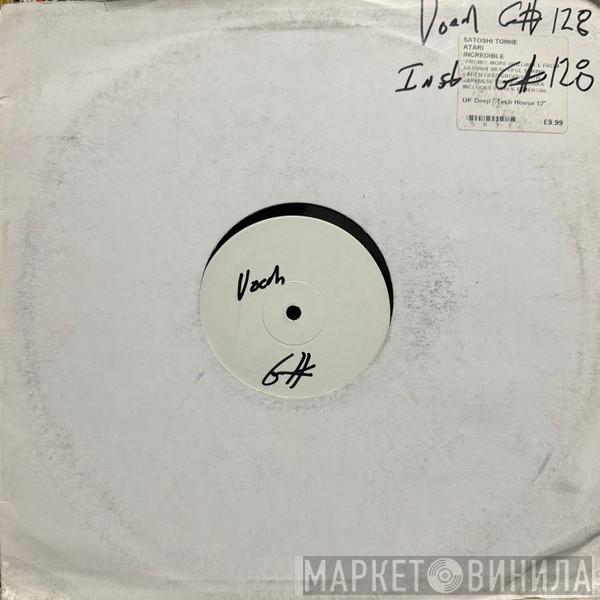 Vocal G# 128
SATOSHI TOMIIE
ATARI
INCREDIBLE
Inst G# 128
UK Deep / Tech House 12"
£9.99
Vocal
G#
МАРКЕТ ВИНИЛА